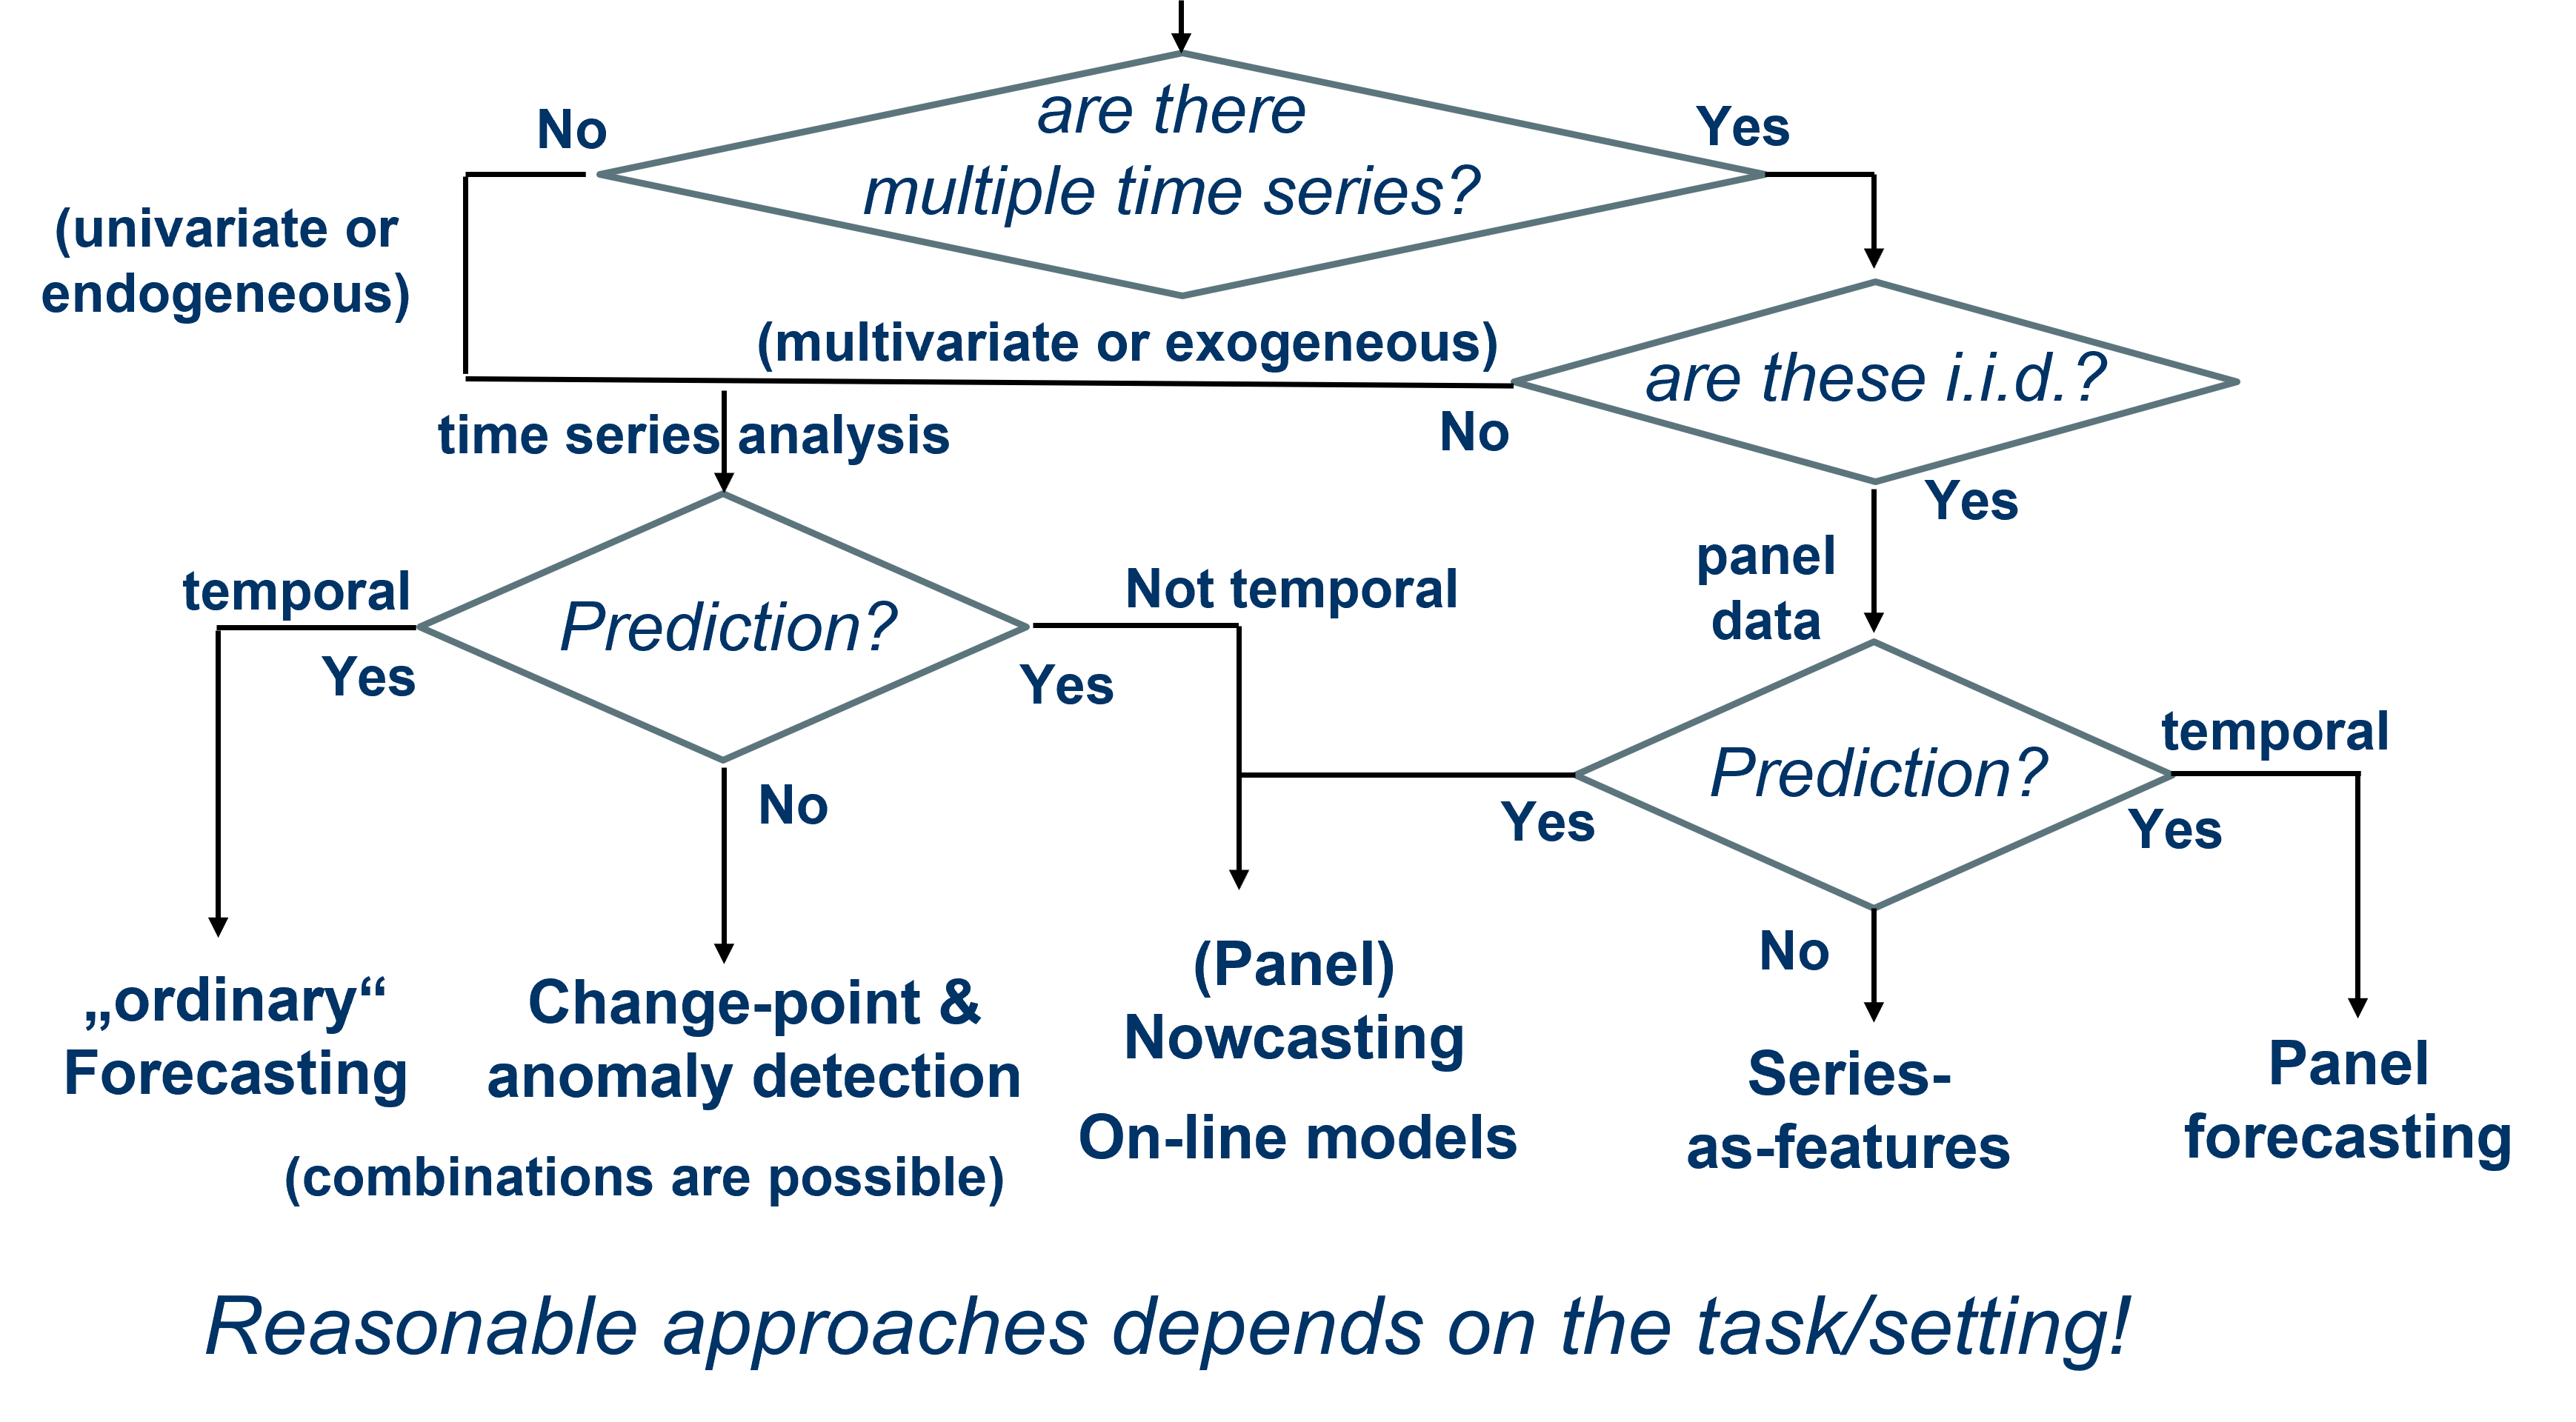 are there
multiple time series?
No
Yes
(univariate or
endogeneous)
(multivariate or exogeneous)
are these i.i.d.?
No
Yes
time series analysis
panel
data
temporal
Yes
Prediction?
Not temporal
Yes
No
Prediction?
Yes
temporal
Yes
No
„ordinary“
Forecasting
Change-point &
anomaly detection
(combinations are possible)
(Panel)
Nowcasting
On-line models
Series-
as-features
Panel
forecasting
Reasonable approaches depends on the task/setting!